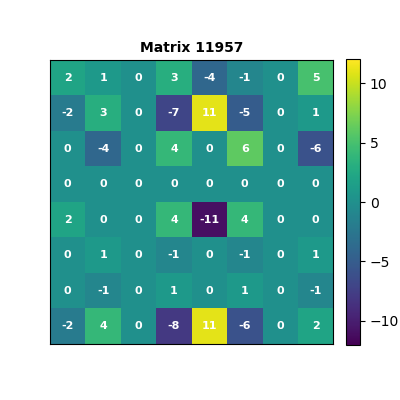 Matrix 11957
2 1 0 3 -4 -1 0 5
-2 3 0 -7 11 -5 0 1
0 -4 0 4 0 6 0 -6
0 0 0 0 0 0 0 0
2 0 0 4 -11 4 0 0
0 1 0 -1 0 -1 0 1
0 -1 0 1 0 1 0 -1
-2 4 0 -8 11 -6 0 2
10
5
0
−5
−10